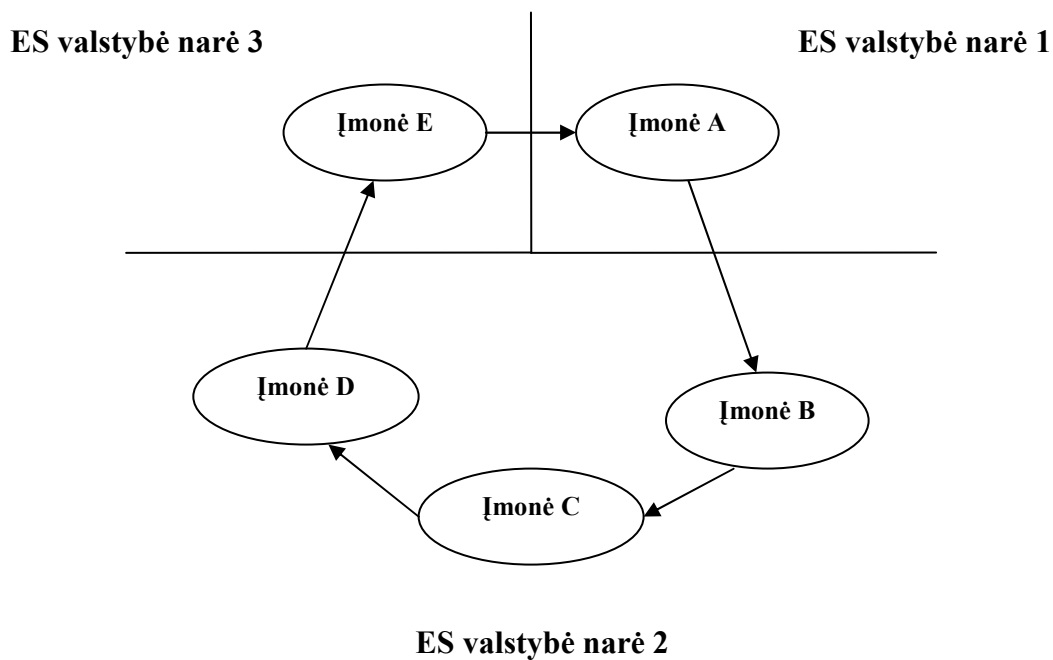 ES valstybė narė 3
ES valstybė narė 1
Įmonė E
Įmonė A
Įmonė D
Įmonė B
Įmonė C
ES valstybė narė 2